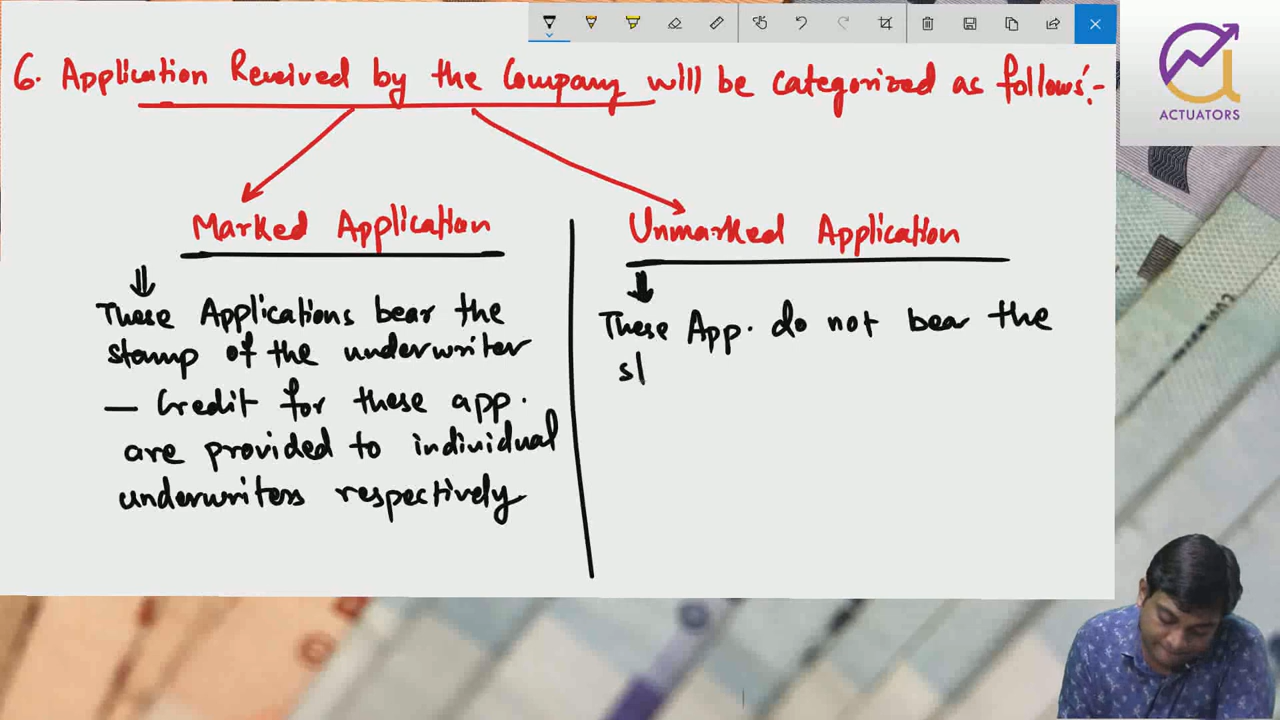 ACTUATORS
6. Application Received by the Company will be categorized as follows:-
Marked Application
Unmarked Application
These Applications bear the
stamp of the underwriter
— Credit for these app.
are provided to individual
underwriters respectively
These App. do not bear the